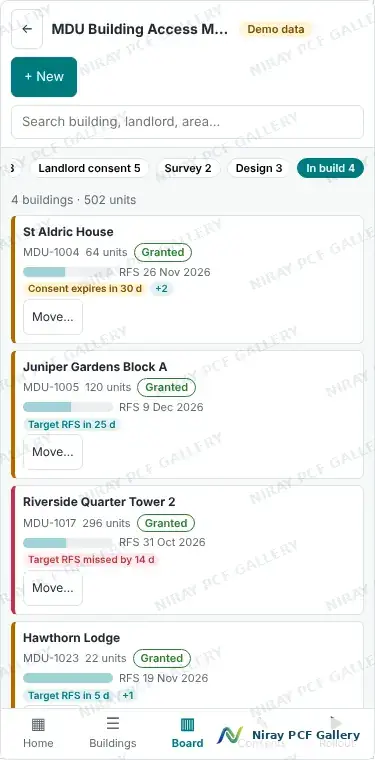 ←
MDU Building Access M...
Demo data
+ New
Search building, landlord, area...
Landlord consent 5
Survey 2
Design 3
In build 4
4 buildings · 502 units
St Aldric House
MDU-1004 64 units Granted
RFS 26 Nov 2026
Consent expires in 30 d +2
Move...
Juniper Gardens Block A
MDU-1005 120 units Granted
RFS 9 Dec 2026
Target RFS in 25 d
Move...
Riverside Quarter Tower 2
MDU-1017 296 units Granted
RFS 31 Oct 2026
Target RFS missed by 14 d
Move...
Hawthorn Lodge
MDU-1023 22 units Granted
RFS 19 Nov 2026
Target RFS in 5 d +1
Home
Buildings
Board
Consents
Rollout
Niray PCF Gallery
NIRAY PCF GALLERY